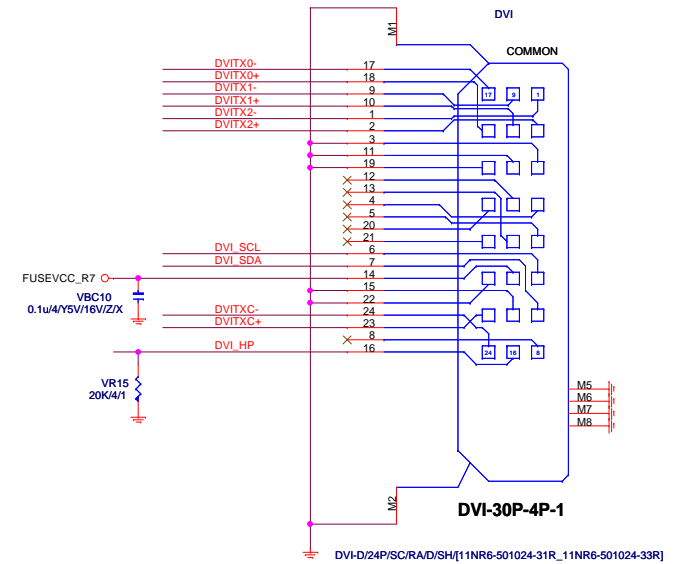 DVI
M1
COMMON
DVITX0- 17
DVITX0+ 18
DVITX1- 9
DVITX1+ 10
DVITX2- 1
DVITX2+ 2
3
11
19
12
13
4
5
20
21
DVI_SCL 6
DVI_SDA 7
FUSEVCC_R7 14
15
22
DVITXC- 24
DVITXC+ 23
8
DVI_HP 16
17 9 1
24 16 8
VBC10
0.1u/4/Y5V/16V/Z/X
VR15
20K/4/1
M5
M6
M7
M8
M2
DVI-30P-4P-1
DVI-D/24P/SC/RA/D/SH/[11NR6-501024-31R_11NR6-501024-33R]